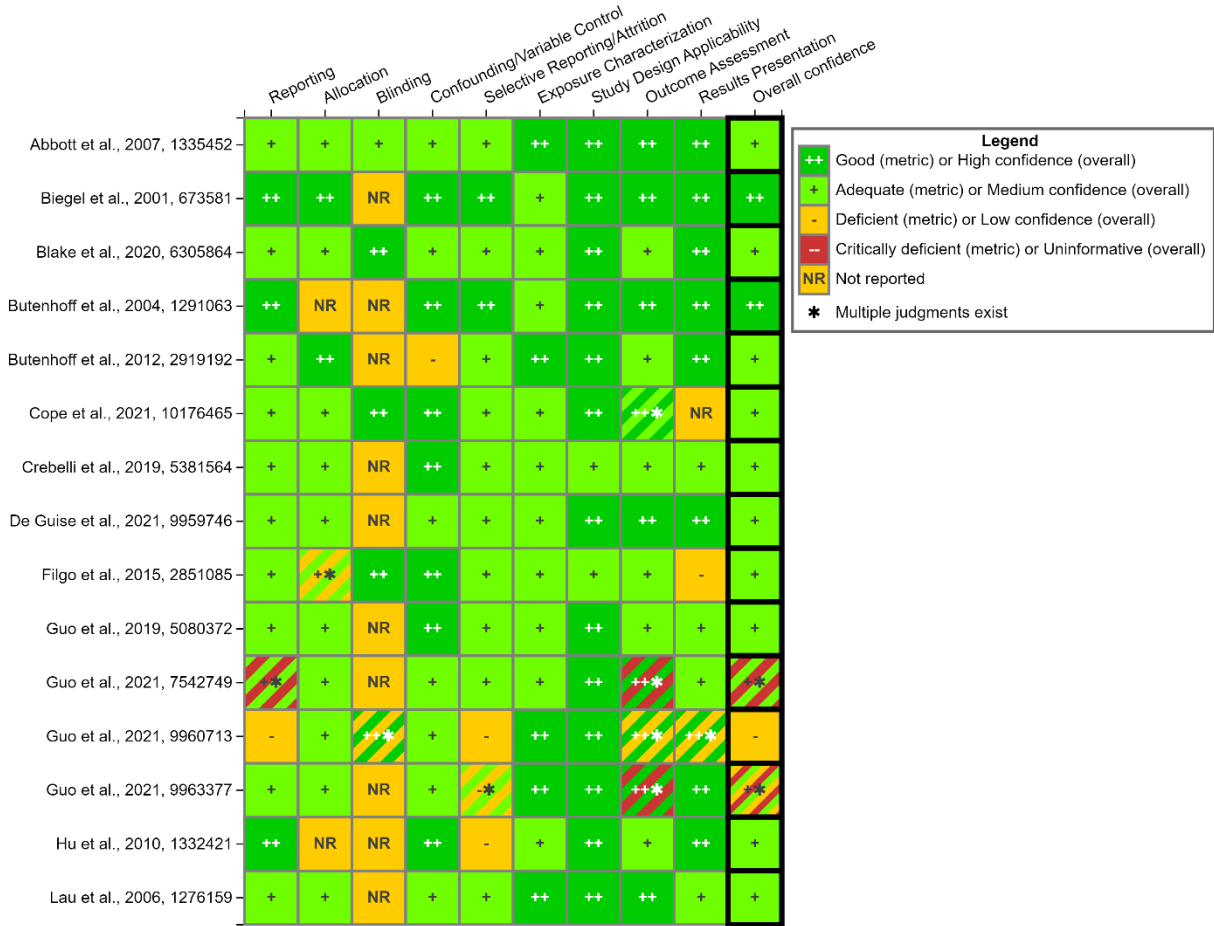 Reporting
Allocation
Blinding
Confounding/Variable Control
Selective Reporting/Attrition
Exposure Characterization
Study Design Applicability
Outcome Assessment
Results Presentation
Overall confidence
Abbott et al., 2007, 1335452 + + + + + ++ ++ ++ ++ +
Biegel et al., 2001, 673581 ++ ++ NR ++ ++ + ++ ++ ++ ++
Blake et al., 2020, 6305864 + + ++ + + + ++ + ++ +
Butenhoff et al., 2004, 1291063 ++ NR NR ++ ++ + ++ ++ ++ ++
Butenhoff et al., 2012, 2919192 + ++ NR - + ++ ++ + ++ +
Cope et al., 2021, 10176465 + + ++ ++ + + ++ ++✱ NR +
Crebelli et al., 2019, 5381564 + + NR ++ + + + + + +
De Guise et al., 2021, 9959746 + + NR + + + ++ ++ ++ +
Filgo et al., 2015, 2851085 + +✱ ++ ++ + + + + - +
Guo et al., 2019, 5080372 + + NR ++ + + ++ + + +
Guo et al., 2021, 7542749 +✱ + NR + + + ++ ++✱ + +✱
Guo et al., 2021, 9960713 - + ++✱ + - ++ ++ ++✱ ++✱ -
Guo et al., 2021, 9963377 + + NR + -✱ ++ ++ ++✱ ++ +✱
Hu et al., 2010, 1332421 ++ NR NR ++ - + ++ + ++ +
Lau et al., 2006, 1276159 + + NR + + ++ ++ ++ + +
Legend
++ Good (metric) or High confidence (overall)
+ Adequate (metric) or Medium confidence (overall)
- Deficient (metric) or Low confidence (overall)
-- Critically deficient (metric) or Uninformative (overall)
NR Not reported
✱ Multiple judgments exist